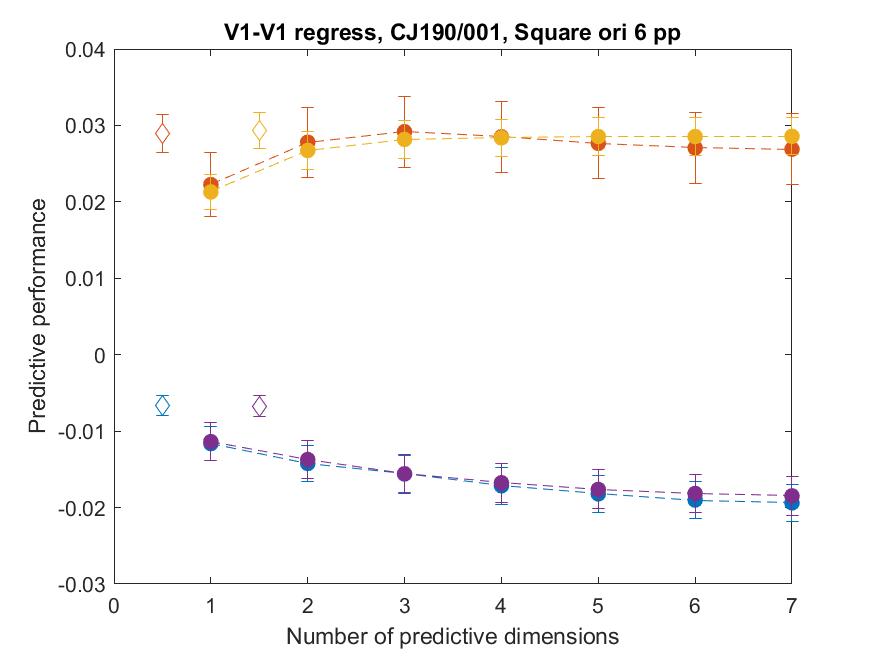 V1-V1 regress, CJ190/001, Square ori 6 pp
0.04
0.03
0.02
0.01
0
-0.01
-0.02
-0.03
Predictive performance
0 1 2 3 4 5 6 7
Number of predictive dimensions